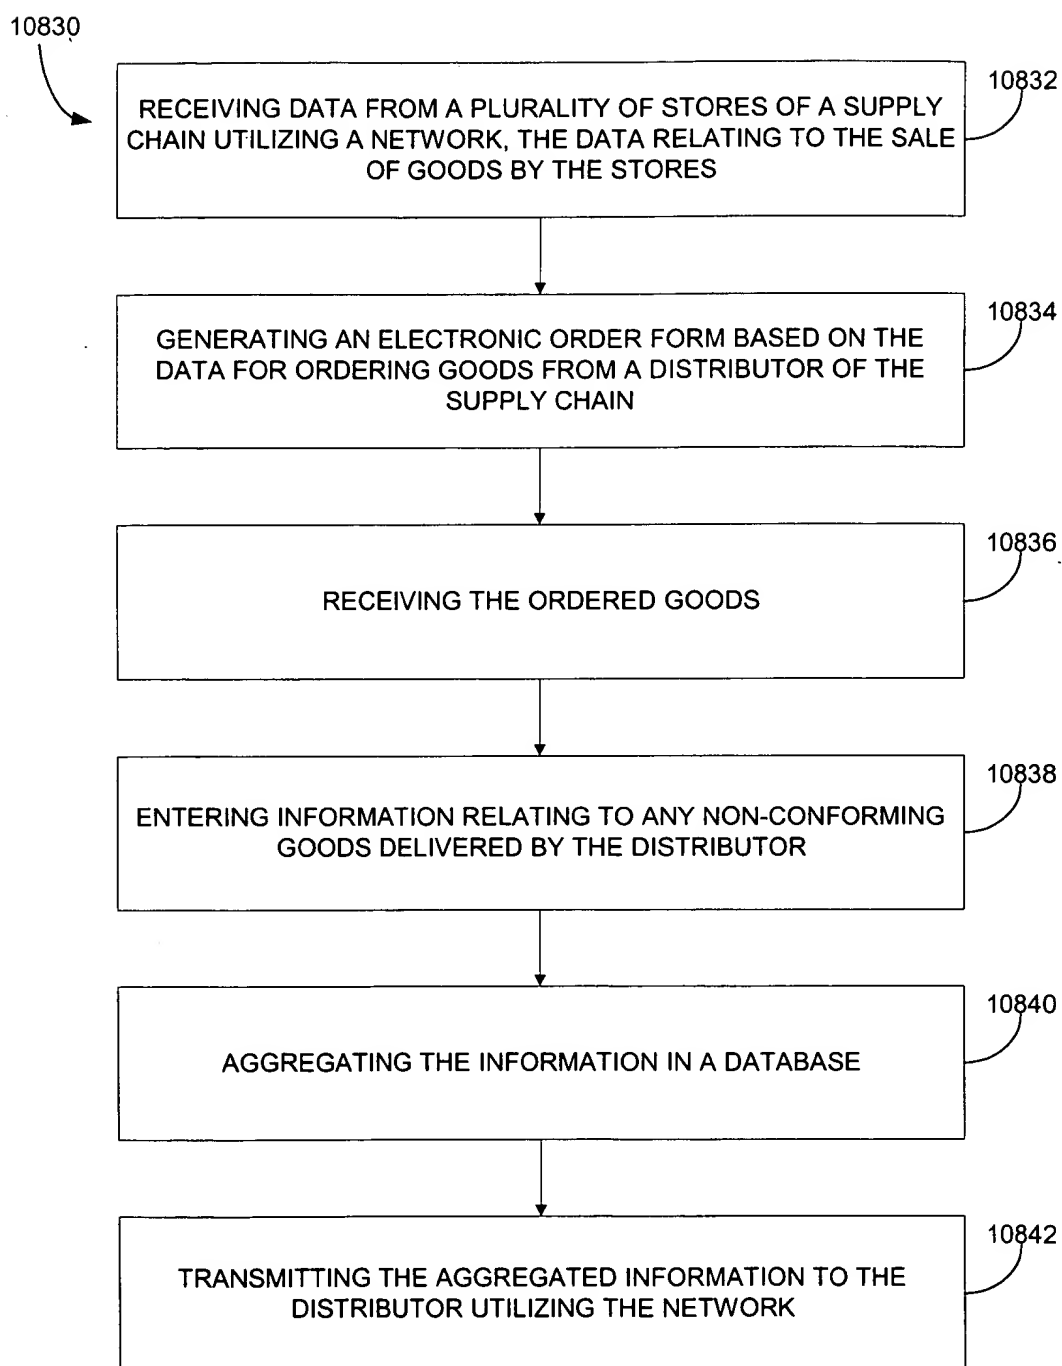 10830
10832
RECEIVING DATA FROM A PLURALITY OF STORES OF A SUPPLY
CHAIN UTILIZING A NETWORK, THE DATA RELATING TO THE SALE
OF GOODS BY THE STORES
10834
GENERATING AN ELECTRONIC ORDER FORM BASED ON THE
DATA FOR ORDERING GOODS FROM A DISTRIBUTOR OF THE
SUPPLY CHAIN
10836
RECEIVING THE ORDERED GOODS
10838
ENTERING INFORMATION RELATING TO ANY NON-CONFORMING
GOODS DELIVERED BY THE DISTRIBUTOR
10840
AGGREGATING THE INFORMATION IN A DATABASE
10842
TRANSMITTING THE AGGREGATED INFORMATION TO THE
DISTRIBUTOR UTILIZING THE NETWORK